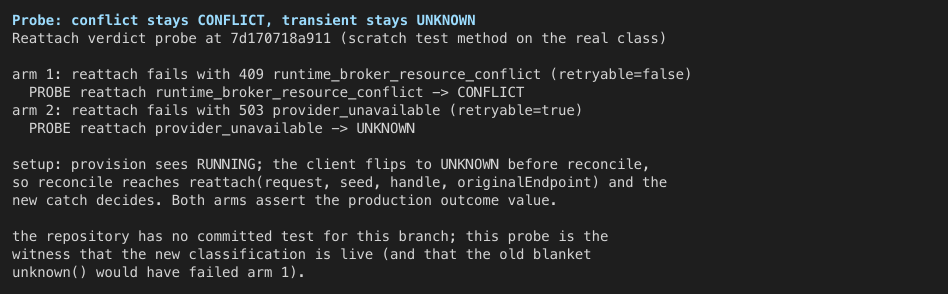 Probe: conflict stays CONFLICT, transient stays UNKNOWN
Reattach verdict probe at 7d170718a911 (scratch test method on the real class)
arm 1: reattach fails with 409 runtime_broker_resource_conflict (retryable=false)
PROBE reattach runtime_broker_resource_conflict —> CONFLICT
arm 2: reattach fails with 503 provider_unavailable (retryable=true)
PROBE reattach provider_unavailable —> UNKNOWN
setup: provision sees RUNNING; the client flips to UNKNOWN before reconcile,
so reconcile reaches reattach(request, seed, handle, originalEndpoint) and the
new catch decides. Both arms assert the production outcome value.
the repository has no committed test for this branch; this probe is the
witness that the new classification is live (and that the old blanket
unknown() would have failed arm 1).